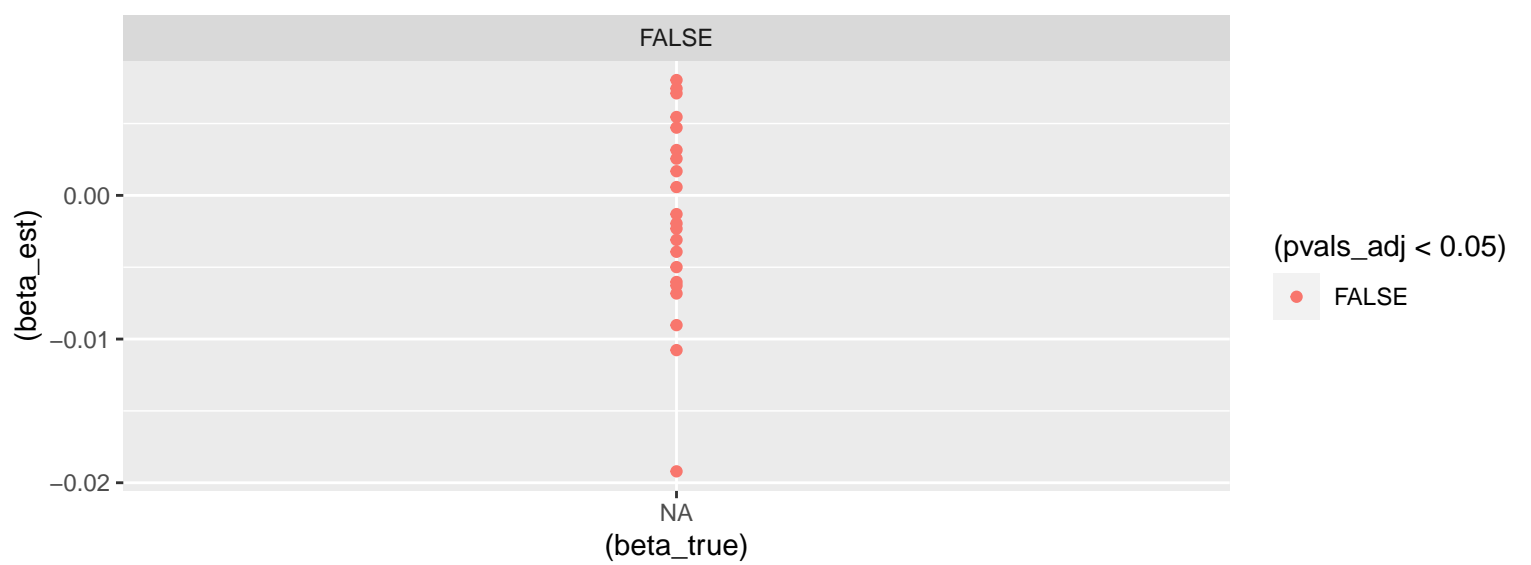 FALSE
0.00
−0.01
−0.02
(beta_est)
NA
(beta_true)
(pvals_adj < 0.05)
FALSE